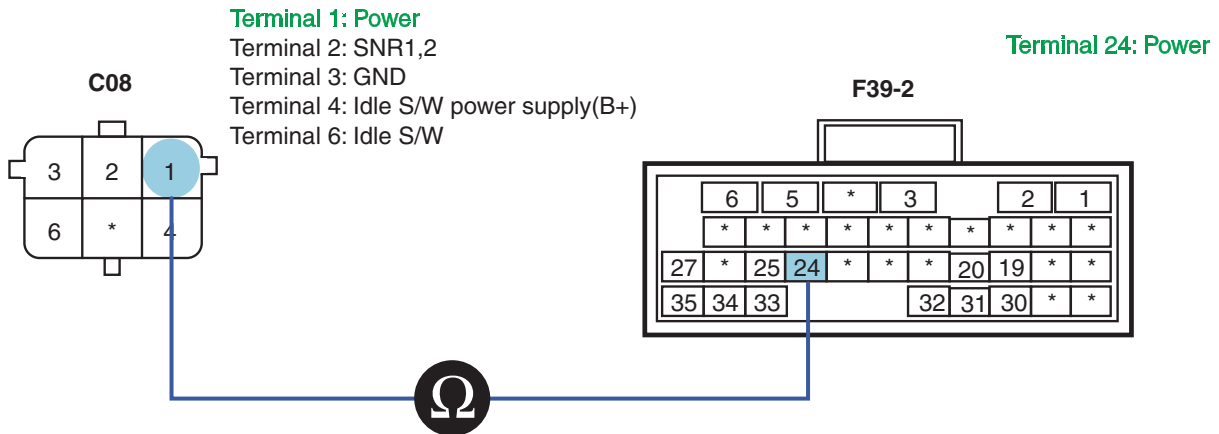 Terminal 1: Power
Terminal 2: SNR1,2
Terminal 3: GND
Terminal 4: Idle S/W power supply(B+)
Terminal 6: Idle S/W
Terminal 24: Power
C08
F39-2
3 2 1
6 * 4
6 5 * 3 2 1
* * * * * * * * * *
27 * 25 24 * * * 20 19 * *
35 34 33 32 31 30 * *
Ω